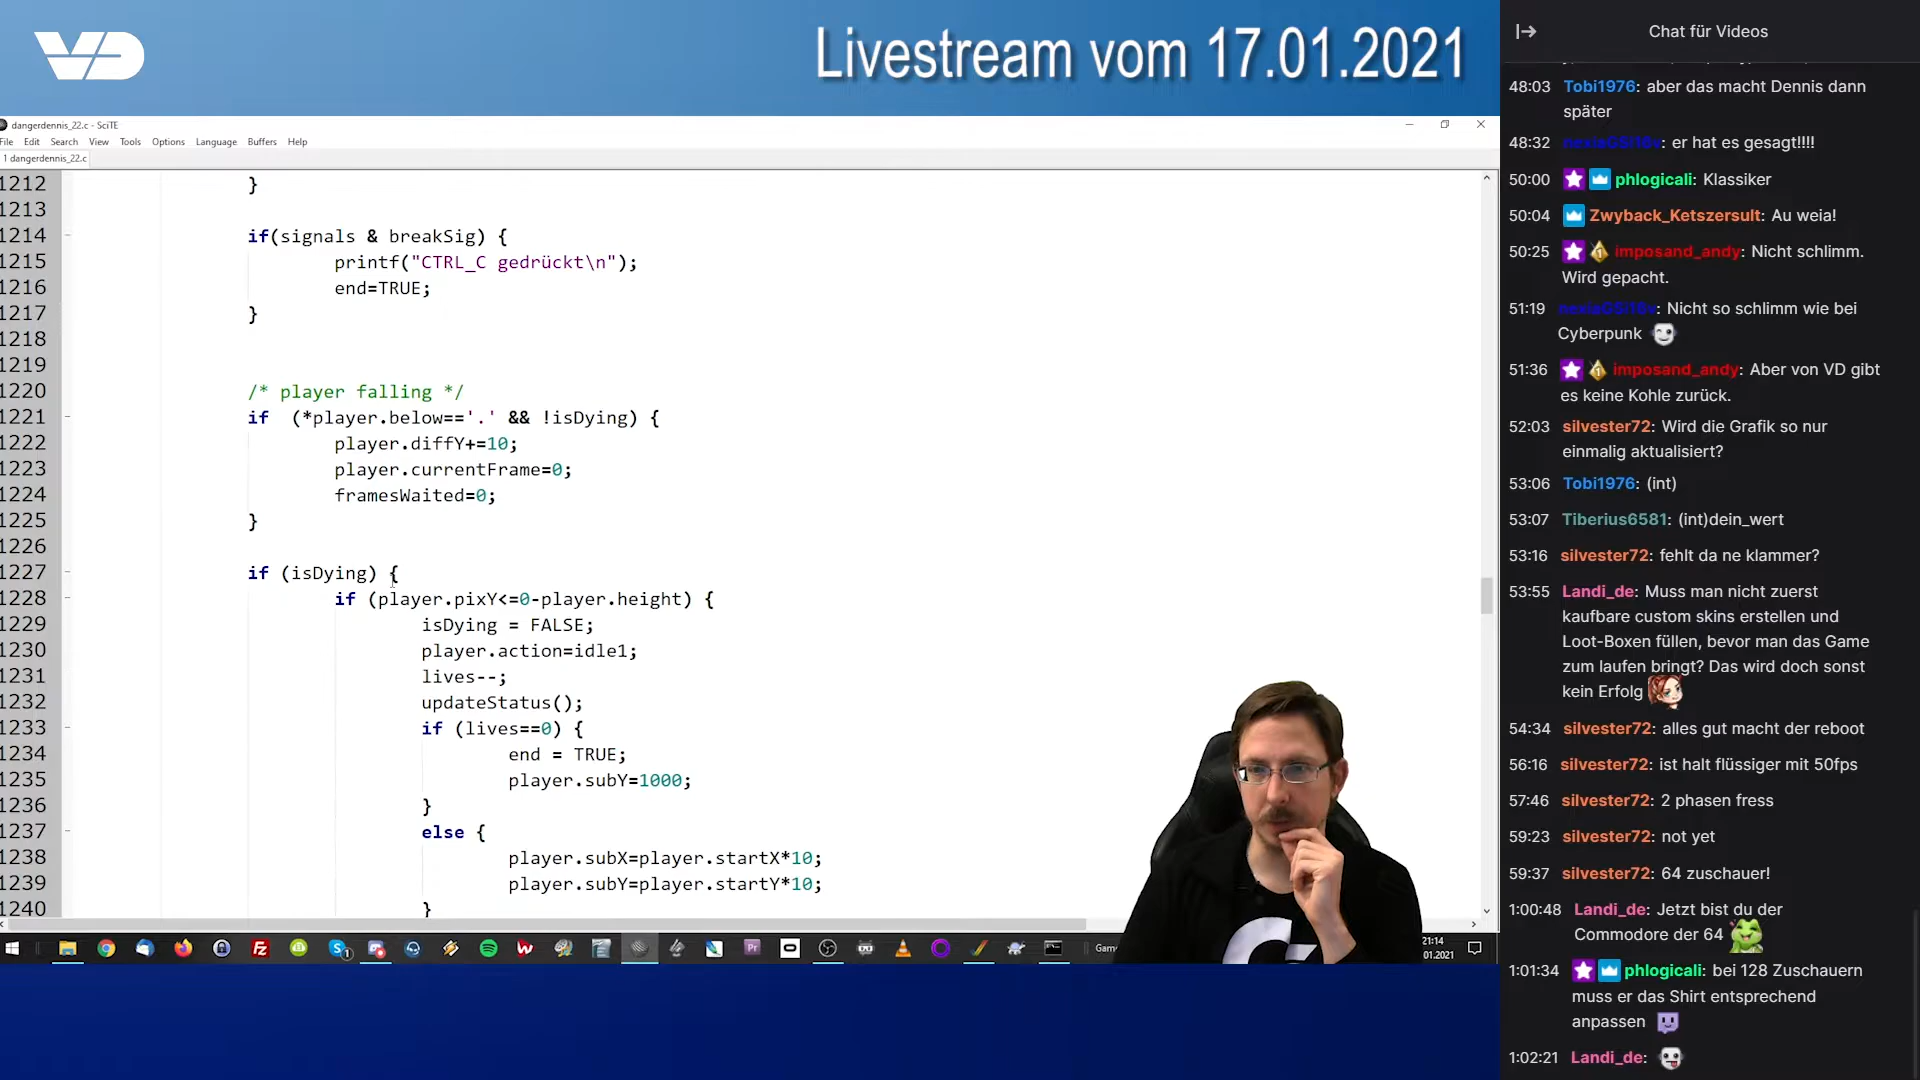 VD
Livestream vom 17.01.2021
dangerdennis_22.c - SciTE
File Edit Search View Tools Options Language Buffers Help
1 dangerdennis_22.c
1212 }
1213
1214 if(signals & breakSig) {
1215 printf("CTRL_C gedrückt\n");
1216 end=TRUE;
1217 }
1218
1219
1220 /* player falling */
1221 if (*player.below=='.' && !isDying) {
1222 player.diffY+=10;
1223 player.currentFrame=0;
1224 framesWaited=0;
1225 }
1226
1227 if (isDying) {
1228 if (player.pixY<=0-player.height) {
1229 isDying = FALSE;
1230 player.action=idle1;
1231 lives--;
1232 updateStatus();
1233 if (lives==0) {
1234 end = TRUE;
1235 player.subY=1000;
1236 }
1237 else {
1238 player.subX=player.startX*10;
1239 player.subY=player.startY*10;
1240 }
Gam
21:14
01.2021
Chat für Videos
48:03 Tobi1976: aber das macht Dennis dann
später
48:32 er hat es gesagt!!!!
50:00 phlogicali: Klassiker
50:04 Zwyback_Ketszersult: Au weia!
50:25 imposand_andy: Nicht schlimm.
Wird gepacht.
51:19 Nicht so schlimm wie bei
Cyberpunk
51:36 imposand_andy: Aber von VD gibt
es keine Kohle zurück.
52:03 silvester72: Wird die Grafik so nur
einmalig aktualisiert?
53:06 Tobi1976: (int)
53:07 Tiberius6581: (int)dein_wert
53:16 silvester72: fehlt da ne klammer?
53:55 Landi_de: Muss man nicht zuerst
kaufbare custom skins erstellen und
Loot-Boxen füllen, bevor man das Game
zum laufen bringt? Das wird doch sonst
kein Erfolg
54:34 silvester72: alles gut macht der reboot
56:16 silvester72: ist halt flüssiger mit 50fps
57:46 silvester72: 2 phasen fress
59:23 silvester72: not yet
59:37 silvester72: 64 zuschauer!
1:00:48 Landi_de: Jetzt bist du der
Commodore der 64
1:01:34 phlogicali: bei 128 Zuschauern
muss er das Shirt entsprechend
anpassen
1:02:21 Landi_de: